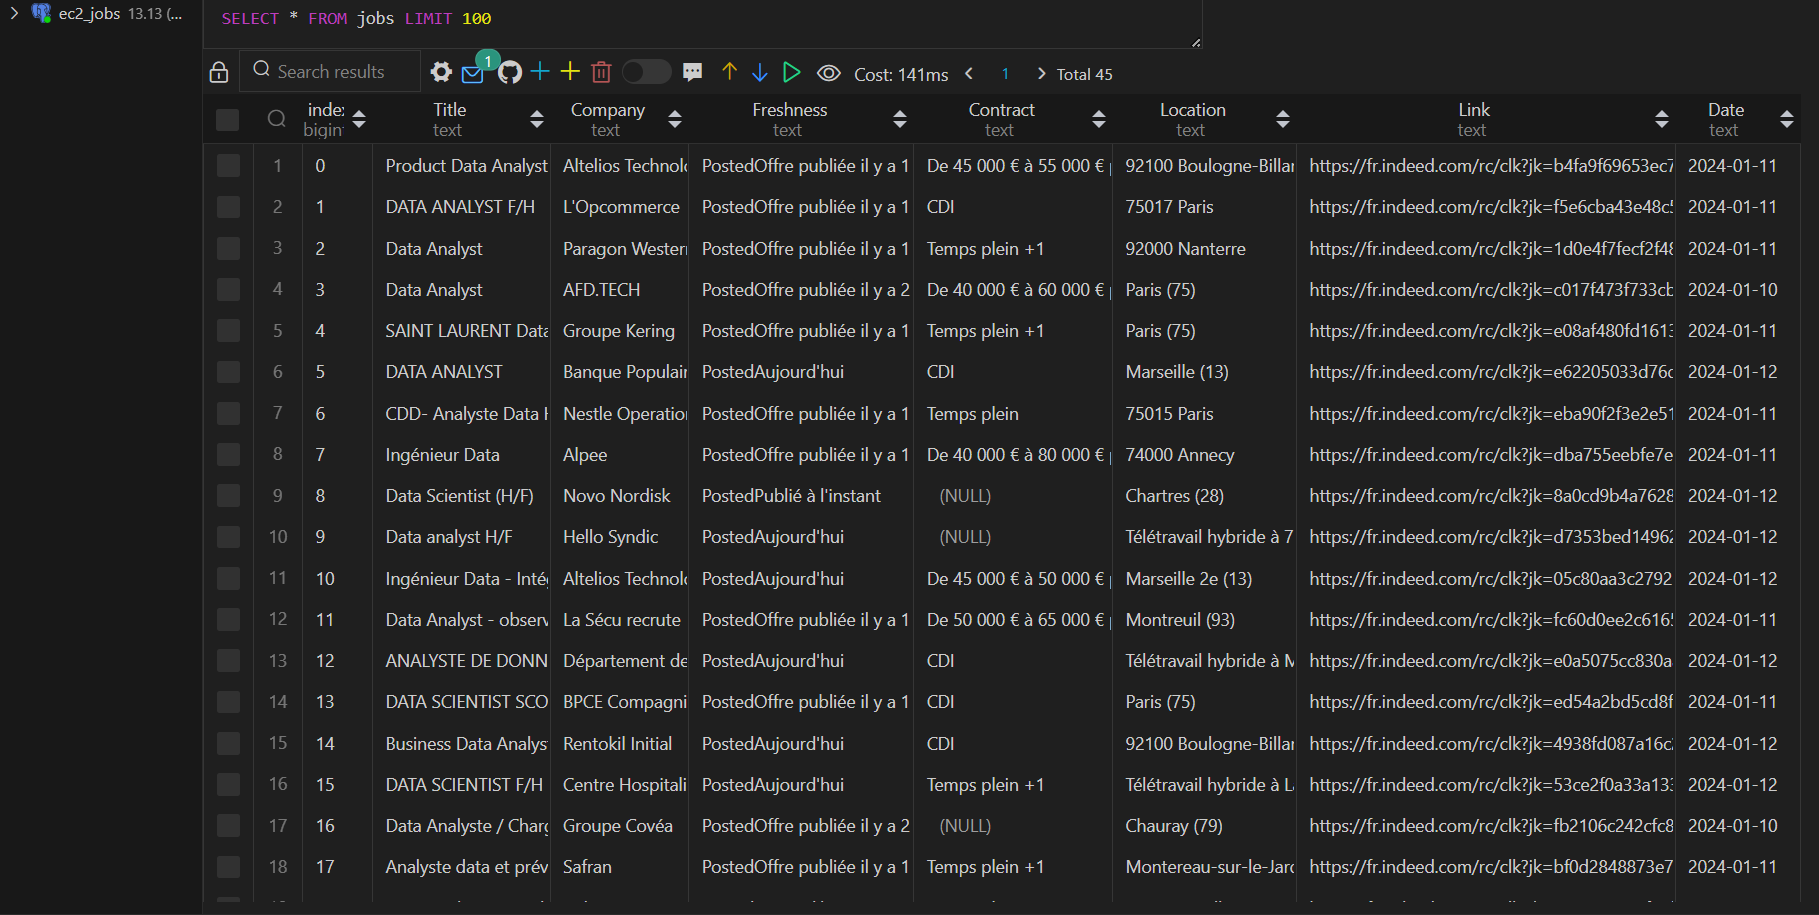 ec2_jobs 13.13 (...
SELECT * FROM jobs LIMIT 100
Search results 1 Cost: 141ms 1 Total 45
index Title Company Freshness Contract Location Link Date
bigint text text text text text text text
1 0 Product Data Analyst Altelios Technolo PostedOffre publiée il y a 1 De 45 000 € à 55 000 € p 92100 Boulogne-Billan https://fr.indeed.com/rc/clk?jk=b4fa9f69653ec7 2024-01-11
2 1 DATA ANALYST F/H L'Opcommerce PostedOffre publiée il y a 1 CDI 75017 Paris https://fr.indeed.com/rc/clk?jk=f5e6cba43e48c5 2024-01-11
3 2 Data Analyst Paragon Western PostedOffre publiée il y a 1 Temps plein +1 92000 Nanterre https://fr.indeed.com/rc/clk?jk=1d0e4f7fecf2f48 2024-01-11
4 3 Data Analyst AFD.TECH PostedOffre publiée il y a 2 De 40 000 € à 60 000 € p Paris (75) https://fr.indeed.com/rc/clk?jk=c017f473f733cb 2024-01-10
5 4 SAINT LAURENT Data Groupe Kering PostedOffre publiée il y a 1 Temps plein +1 Paris (75) https://fr.indeed.com/rc/clk?jk=e08af480fd1613 2024-01-11
6 5 DATA ANALYST Banque Populair PostedAujourd'hui CDI Marseille (13) https://fr.indeed.com/rc/clk?jk=e62205033d76c 2024-01-12
7 6 CDD- Analyste Data H Nestle Operation PostedOffre publiée il y a 1 Temps plein 75015 Paris https://fr.indeed.com/rc/clk?jk=eba90f2f3e2e51 2024-01-11
8 7 Ingénieur Data Alpee PostedOffre publiée il y a 1 De 40 000 € à 80 000 € p 74000 Annecy https://fr.indeed.com/rc/clk?jk=dba755eebfe7e 2024-01-11
9 8 Data Scientist (H/F) Novo Nordisk PostedPublié à l'instant (NULL) Chartres (28) https://fr.indeed.com/rc/clk?jk=8a0cd9b4a7628 2024-01-12
10 9 Data analyst H/F Hello Syndic PostedAujourd'hui (NULL) Télétravail hybride à 7 https://fr.indeed.com/rc/clk?jk=d7353bed14962 2024-01-12
11 10 Ingénieur Data - Intég Altelios Technolo PostedAujourd'hui De 45 000 € à 50 000 € p Marseille 2e (13) https://fr.indeed.com/rc/clk?jk=05c80aa3c2792 2024-01-12
12 11 Data Analyst - observ La Sécu recrute PostedOffre publiée il y a 1 De 50 000 € à 65 000 € p Montreuil (93) https://fr.indeed.com/rc/clk?jk=fc60d0ee2c6165 2024-01-11
13 12 ANALYSTE DE DONN Département de PostedAujourd'hui CDI Télétravail hybride à M https://fr.indeed.com/rc/clk?jk=e0a5075cc830a 2024-01-12
14 13 DATA SCIENTIST SCO BPCE Compagni PostedOffre publiée il y a 1 CDI Paris (75) https://fr.indeed.com/rc/clk?jk=ed54a2bd5cd8f 2024-01-11
15 14 Business Data Analys Rentokil Initial PostedAujourd'hui CDI 92100 Boulogne-Billan https://fr.indeed.com/rc/clk?jk=4938fd087a16c 2024-01-12
16 15 DATA SCIENTIST F/H Centre Hospitali PostedAujourd'hui Temps plein +1 Télétravail hybride à L https://fr.indeed.com/rc/clk?jk=53ce2f0a33a133 2024-01-12
17 16 Data Analyste / Charg Groupe Covéa PostedOffre publiée il y a 2 (NULL) Chauray (79) https://fr.indeed.com/rc/clk?jk=fb2106c242cfc8 2024-01-10
18 17 Analyste data et prév Safran PostedOffre publiée il y a 1 Temps plein +1 Montereau-sur-le-Jard https://fr.indeed.com/rc/clk?jk=bf0d2848873e7 2024-01-11